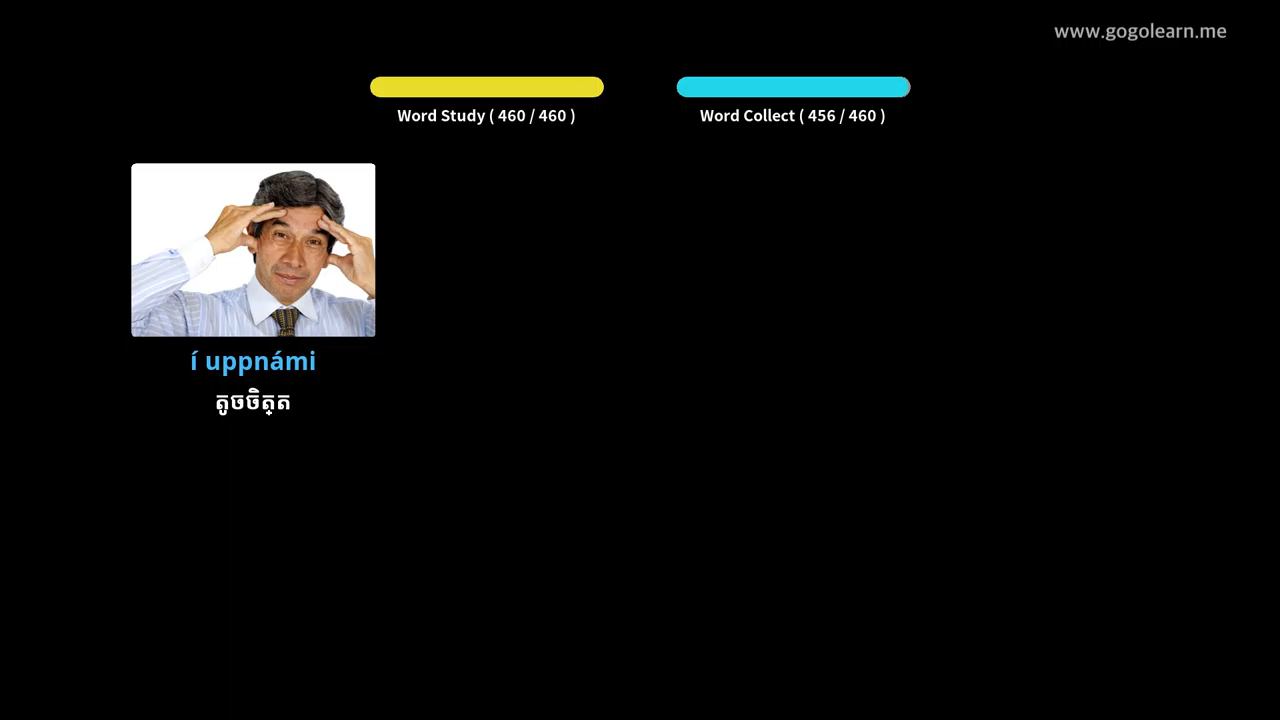 www.gogolearn.me
Word Study ( 460 / 460 )
Word Collect ( 456 / 460 )
í uppnámi
តូចចិត្ត